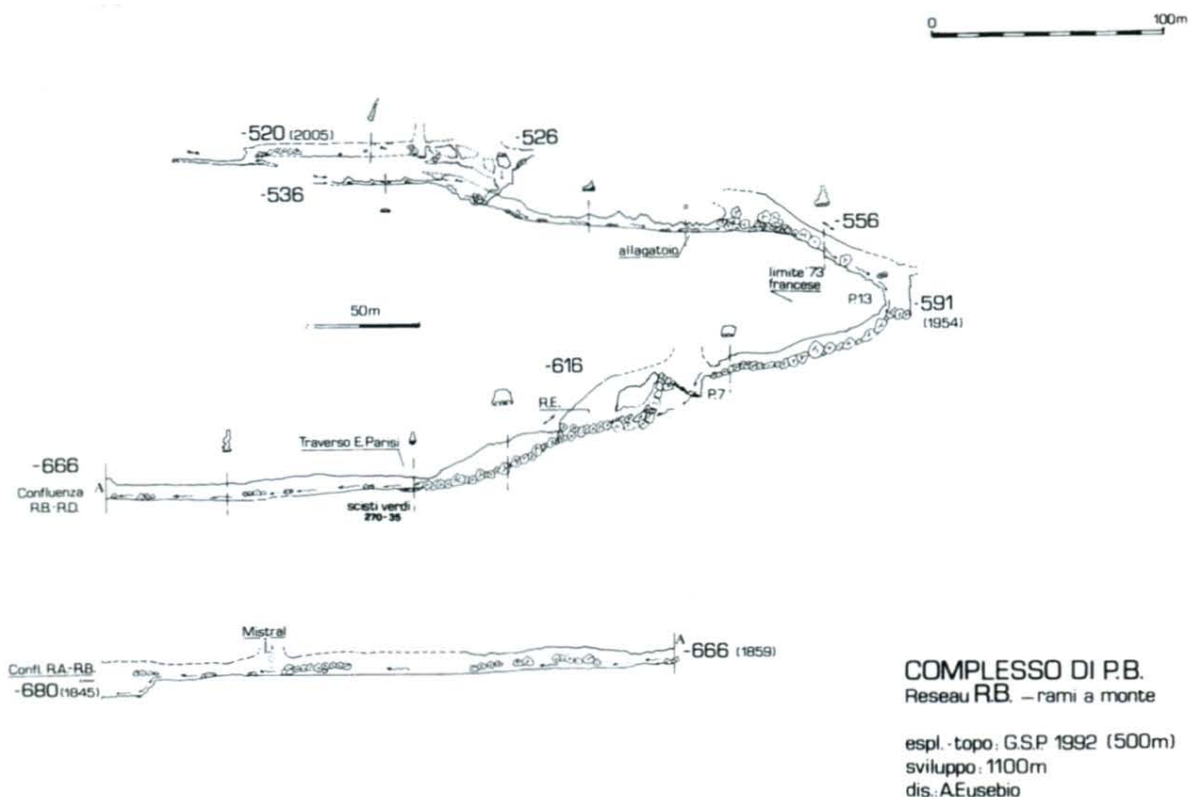 0 100m
-520 (2005)
-526
-536
-556
allagatoio
limite '73
francese
P.13
-591
(1954)
50m
-616
P.7
R.E.
Traverso E.Parisi
-666
Confluenza
R.B.-R.D.
A
scisti verdi
270-35
Mistral
A
-666 (1859)
Confl. R.A.-R.B.
-680 (1845)
COMPLESSO DI P.B.
Reseau R.B. – rami a monte
espl.-topo: G.S.P. 1992 (500m)
sviluppo: 1100m
dis.: A.Eusebio